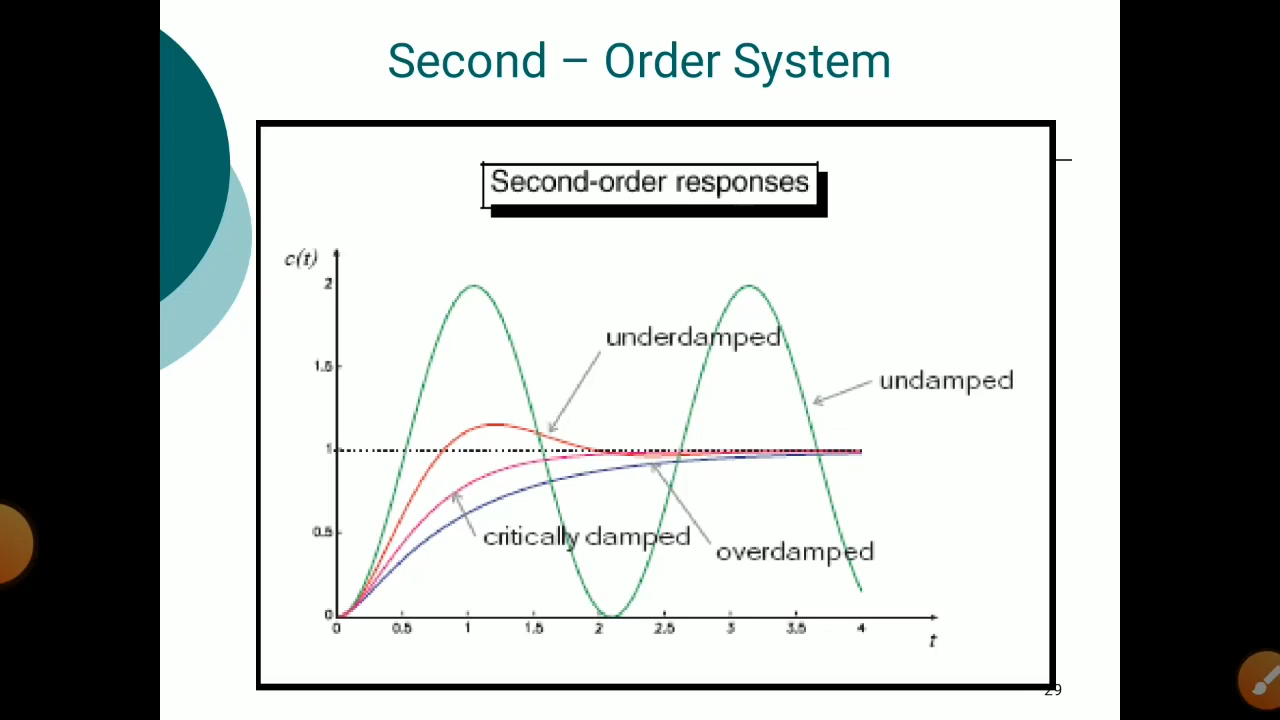 Second – Order System
Second-order responses
c(t)
2
underdamped
1.5
undamped
1
0.5
critically damped
overdamped
0
0 0.5 1 1.5 2 2.5 3 3.5 4
t
29